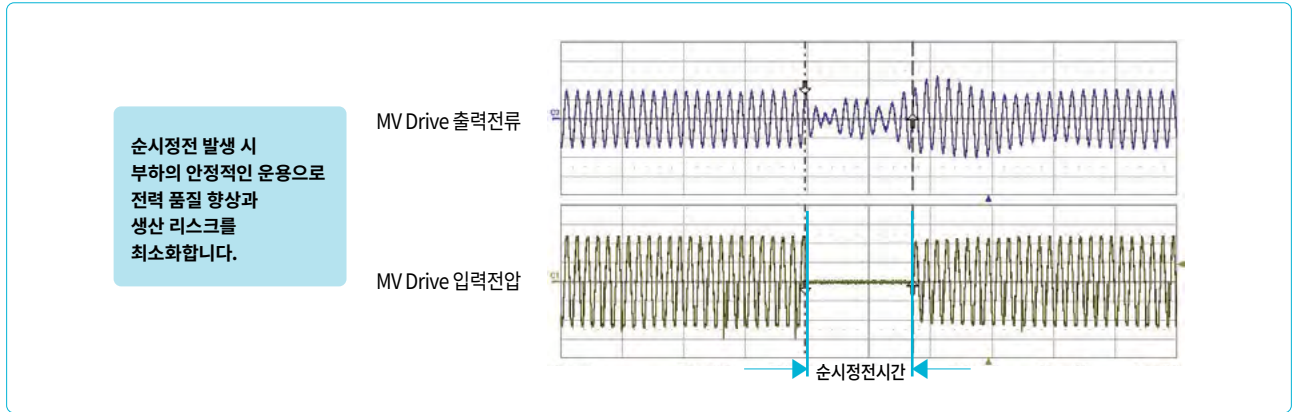 순시정전 발생 시
부하의 안정적인 운용으로
전력 품질 향상과
생산 리스크를
최소화합니다.
MV Drive 출력전류
MV Drive 입력전압
C1
순시정전시간